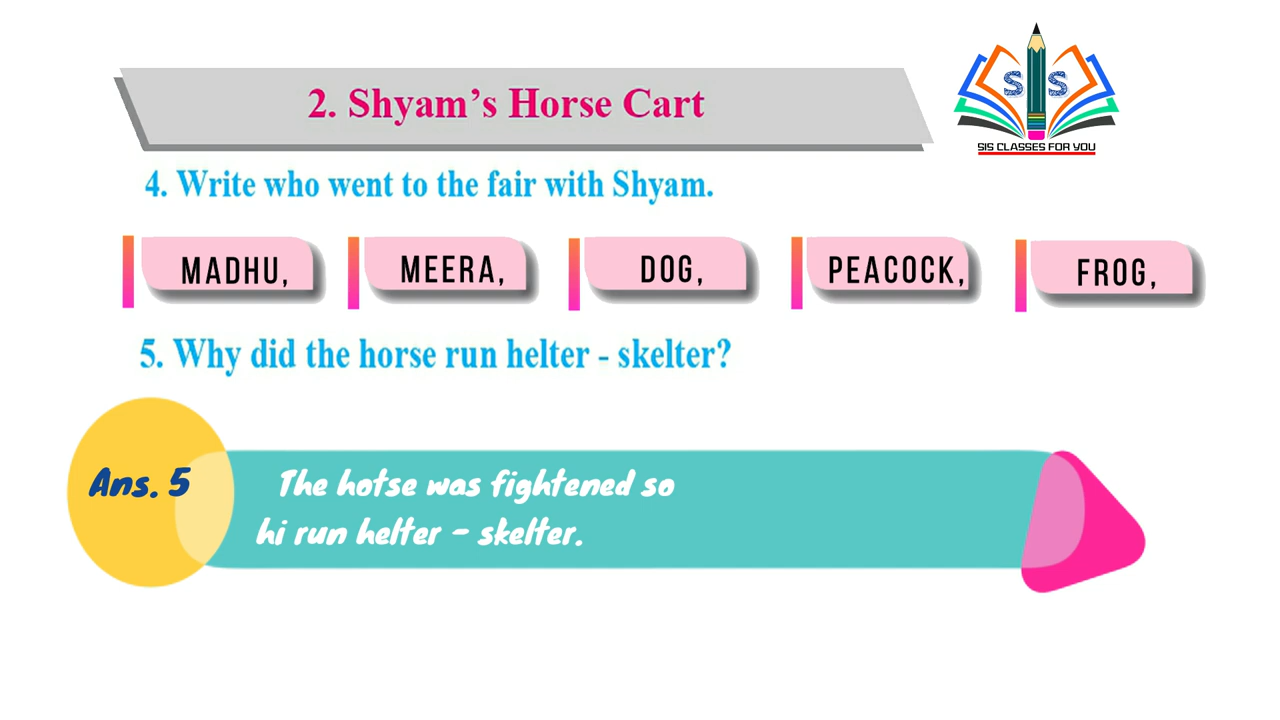 SIS
SIS CLASSES FOR YOU
2. Shyam's Horse Cart
4. Write who went to the fair with Shyam.
MADHU, MEERA, DOG, PEACOCK, FROG,
5. Why did the horse run helter - skelter?
Ans. 5
The hotse was fightened so
hi run helter - skelter.